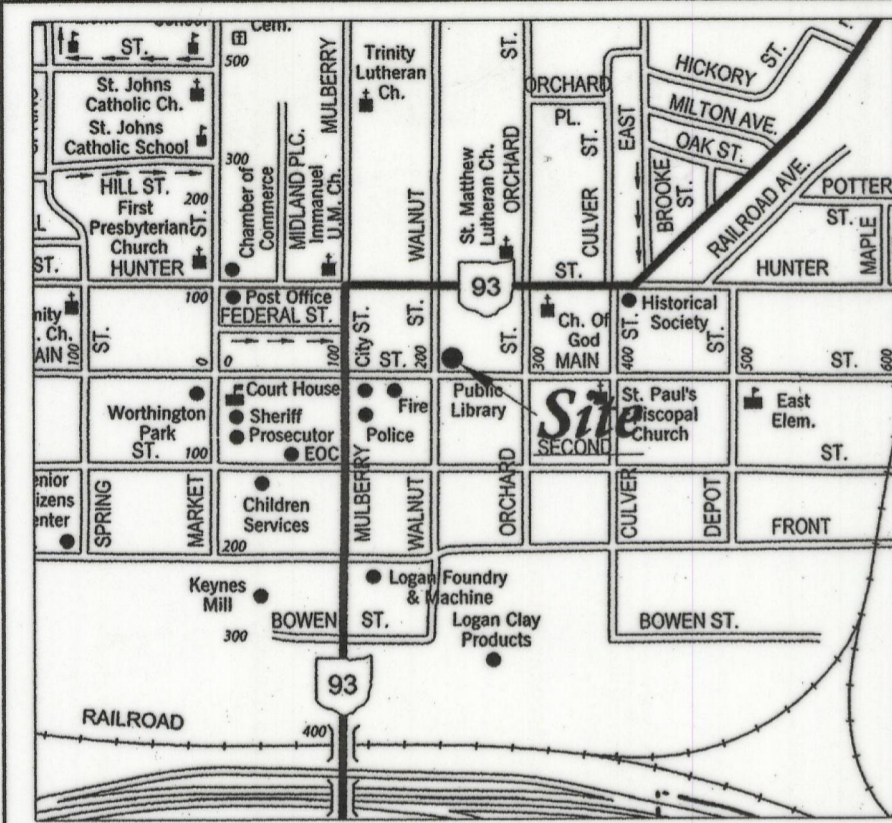 Cem.
ST.
500
St. Johns
Catholic Ch.
St. Johns
Catholic School
MULBERRY
Trinity
Lutheran
Ch.
ST.
HICKORY ST.
ORCHARD
PL.
MILTON AVE.
OAK ST.
EAST
ST.
CULVER
BROOKE
ST.
RAILROAD AVE.
POTTER
ST.
MAPLE
300
HILL ST.
200
First
Presbyterian
Church
ST.
HUNTER
Chamber of
Commerce
MIDLAND PLC.
Immanuel
U.M. Ch.
WALNUT
St. Matthew
Lutheran Ch.
ORCHARD
ST.
HUNTER
ST.
93
100
Post Office
FEDERAL ST.
Ch.
AIN
100
ST.
0
0
100
City ST.
ST.
ST.
200
ST.
300
Ch. Of
God
MAIN
ST.
400
Historical
Society
ST.
500
ST.
600
Worthington
Park
ST.
100
Court House
Sheriff
Prosecutor
EOC
Fire
Police
Public
Library
Site
SECOND
St. Paul's
Episcopal
Church
East
Elem.
ST.
SPRING
MARKET
Children
Services
MULBERRY
WALNUT
ORCHARD
CULVER
DEPOT
FRONT
200
Keynes
Mill
Logan Foundry
& Machine
BOWEN ST.
300
Logan Clay
Products
BOWEN ST.
93
RAILROAD
400